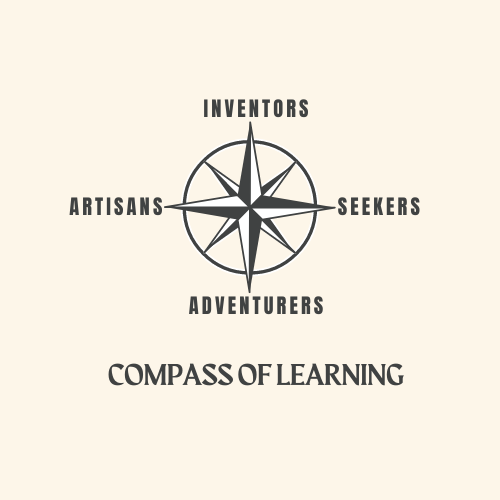 INVENTORS
ARTISANS
SEEKERS
ADVENTURERS
COMPASS OF LEARNING